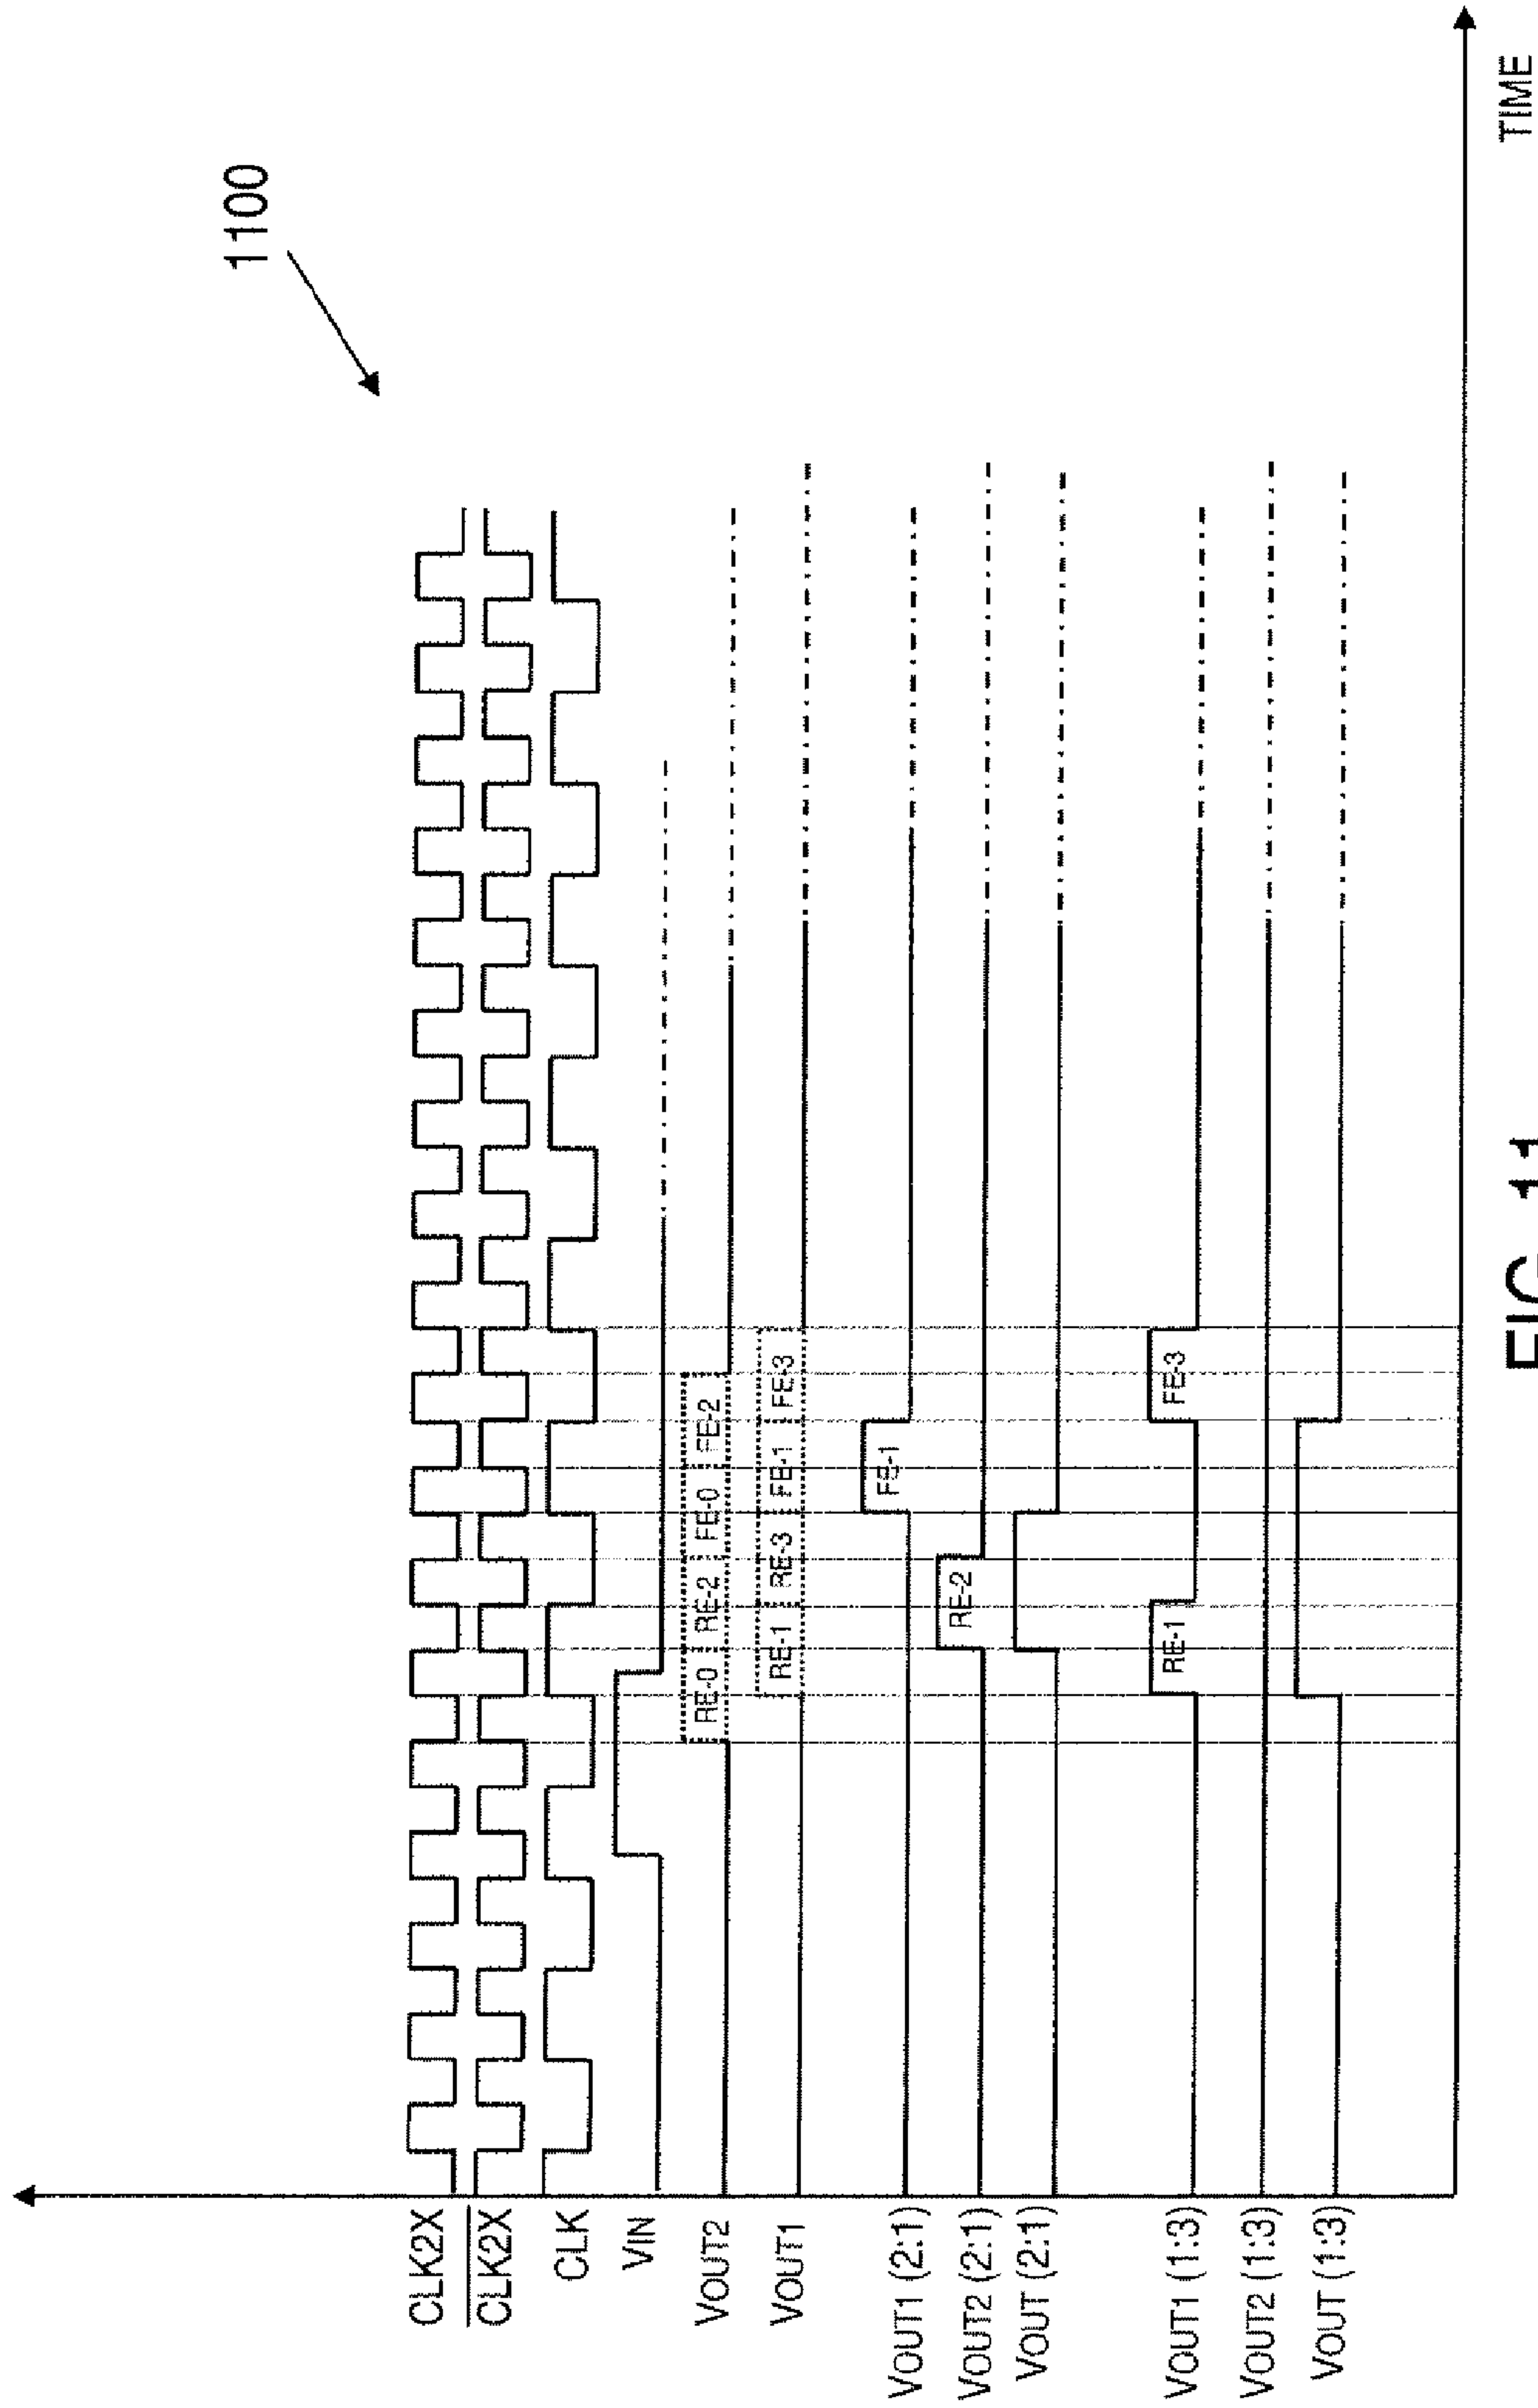 1100
CLK2X
CLK2X
CLK
VIN
VOUT2
RE-0 RE-2 FE-0 FE-2
VOUT1
RE-1 RE-3 FE-1 FE-3
VOUT1 (2:1)
FE-1
VOUT2 (2:1)
RE-2
VOUT (2:1)
VOUT1 (1:3)
RE-1 FE-3
VOUT2 (1:3)
VOUT (1:3)
TIME
FIG. 11